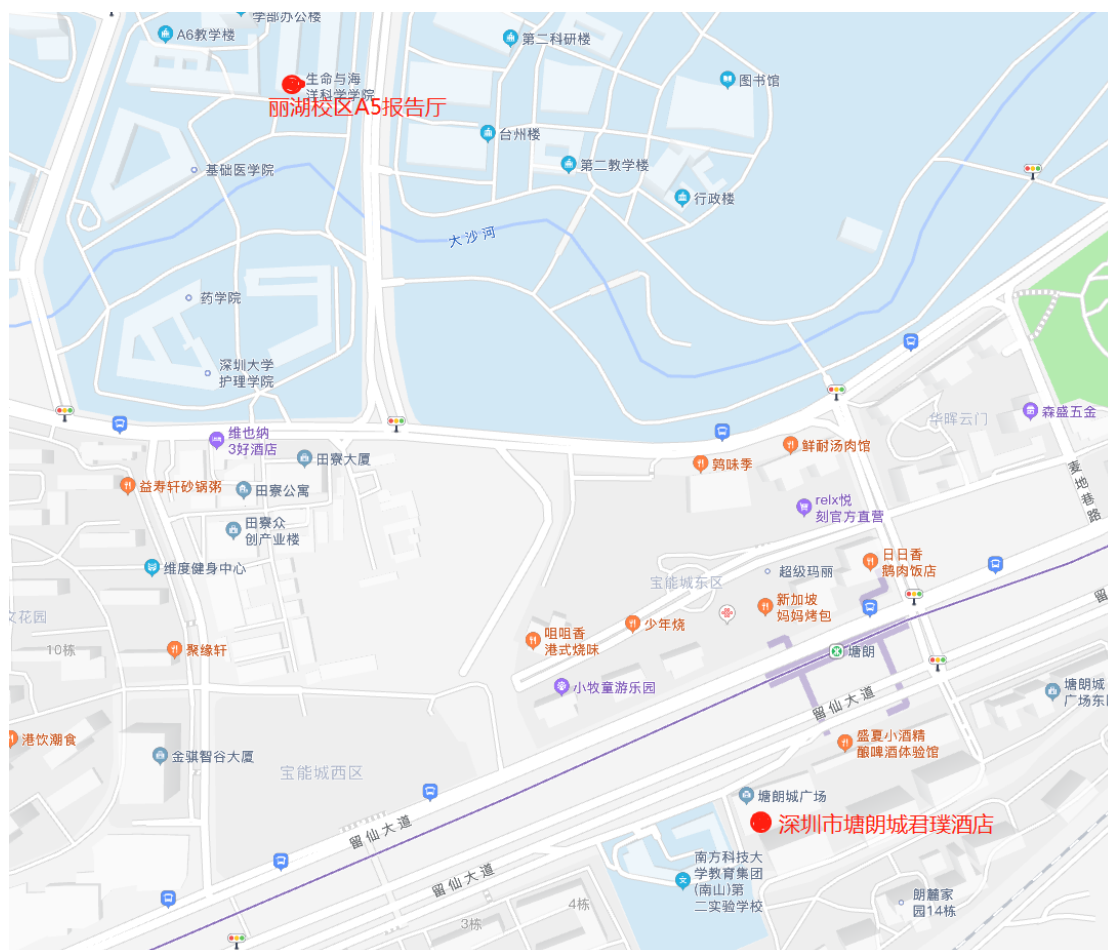 学部办公楼
A6教学楼
第二科研楼
生命与海
洋科学学院
图书馆
丽湖校区A5报告厅
台州楼
第二教学楼
基础医学院
行政楼
大沙河
药学院
深圳大学
护理学院
维也纳
3好酒店
田寮大厦
鹑味季
鲜耐汤肉馆
华晖云门
森盛五金
益寿轩砂锅粥
田寮公寓
relx悦
刻官方直营
麦地巷路
田寮众
创产业楼
维度健身中心
宝能城东区
超级玛丽
日日香
鹅肉饭店
新加坡
妈妈烤包
文花园
10栋
聚缘轩
咀咀香
港式烧味
少年烧
塘朗
小牧童游乐园
留仙大道
塘朗城
广场东
港饮潮食
金骐智谷大厦
宝能城西区
盛夏小酒精
酿啤酒体验馆
塘朗城广场
深圳市塘朗城君璞酒店
留仙大道
留仙大道
南方科技大
学教育集团
(南山)第
二实验学校
4栋
3栋
朗麓家
园14栋